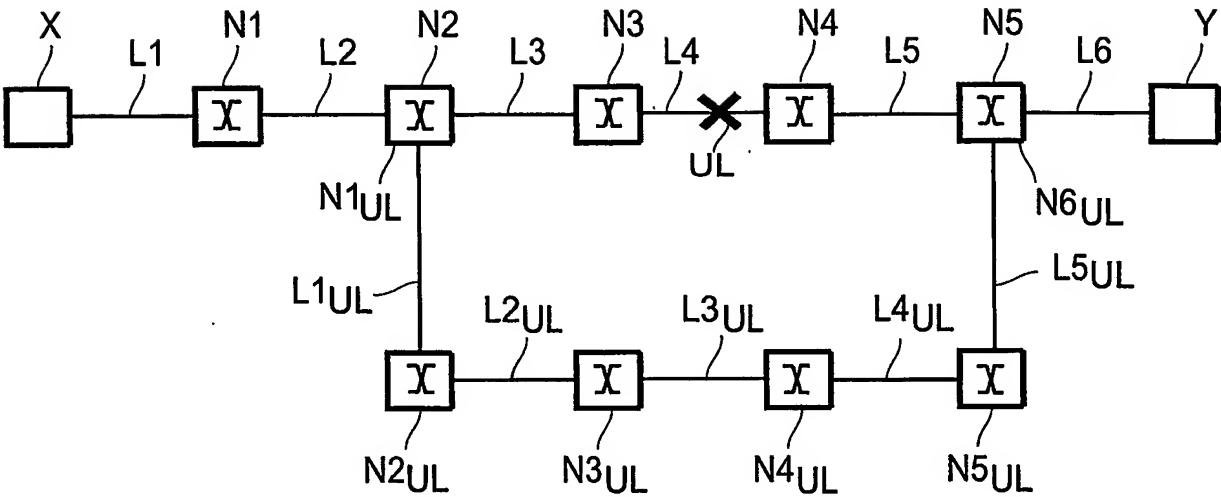 X N1 N2 N3 N4 N5 Y
L1 L2 L3 L4 L5 L6
UL
N1UL N6UL
L1UL L5UL
L2UL L3UL L4UL
N2UL N3UL N4UL N5UL